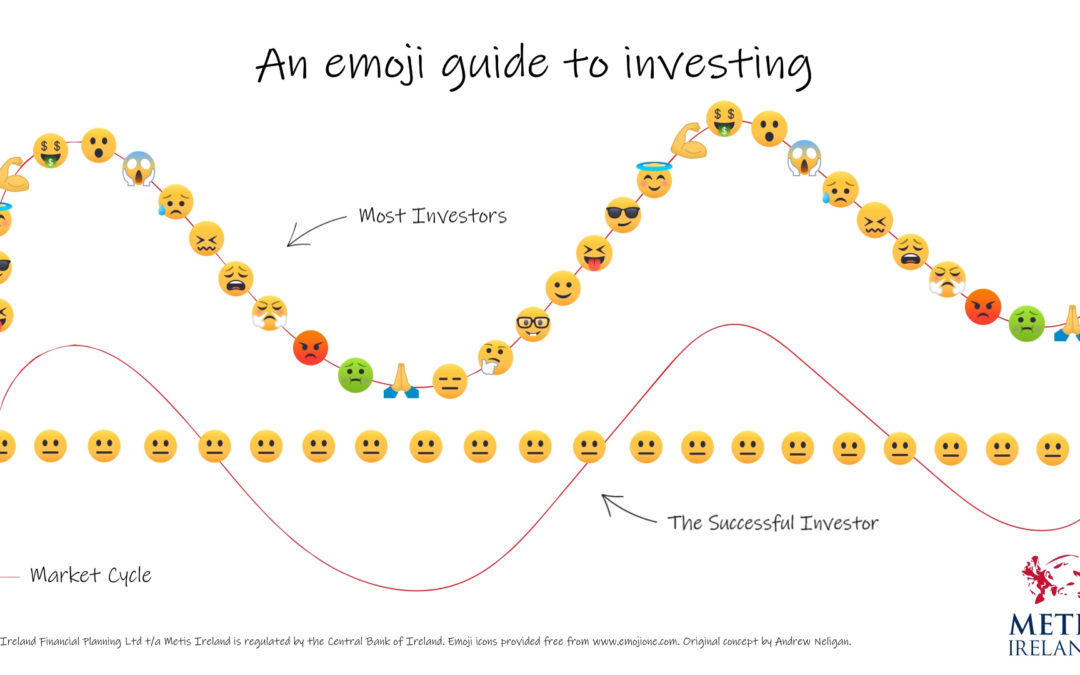 An emoji guide to investing
Most Investors
The Successful Investor
Market Cycle
Ireland Financial Planning Ltd t/a Metis Ireland is regulated by the Central Bank of Ireland. Emoji icons provided free from www.emojione.com. Original concept by Andrew Neligan.
METI
IRELAN